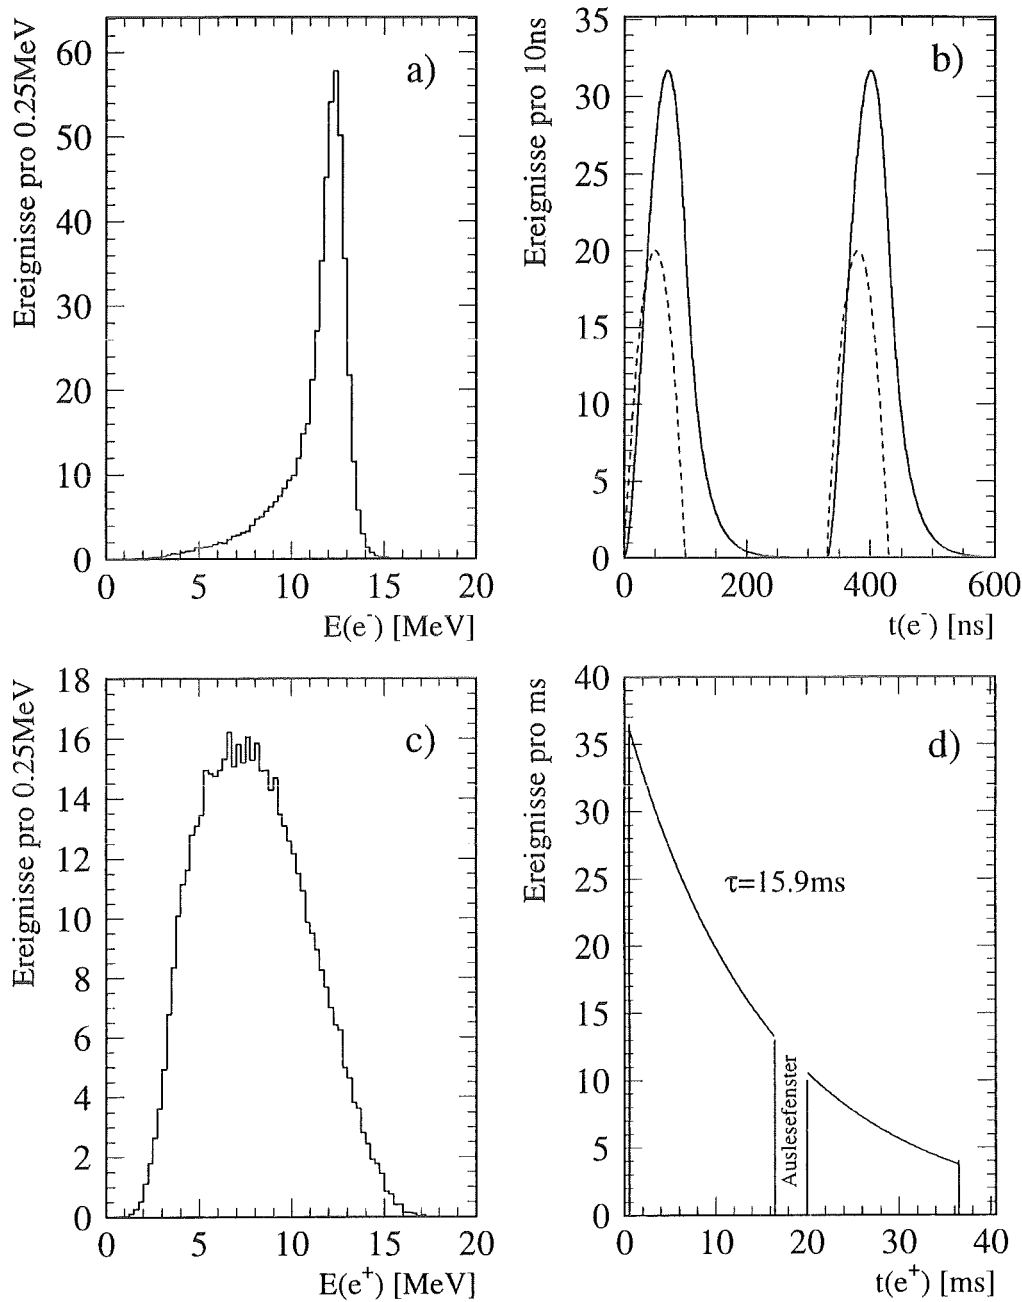 a)
Ereignisse pro 0.25MeV
60
50
40
30
20
10
0
0 5 10 15 20
E(e⁻) [MeV]
b)
Ereignisse pro 10ns
35
30
25
20
15
10
5
0
0 200 400 600
t(e⁻) [ns]
c)
Ereignisse pro 0.25MeV
18
16
14
12
10
8
6
4
2
0
0 5 10 15 20
E(e⁺) [MeV]
d)
Ereignisse pro ms
40
35
30
25
20
15
10
5
0
τ=15.9ms
Auslesefenster
0 10 20 30 40
t(e⁺) [ms]